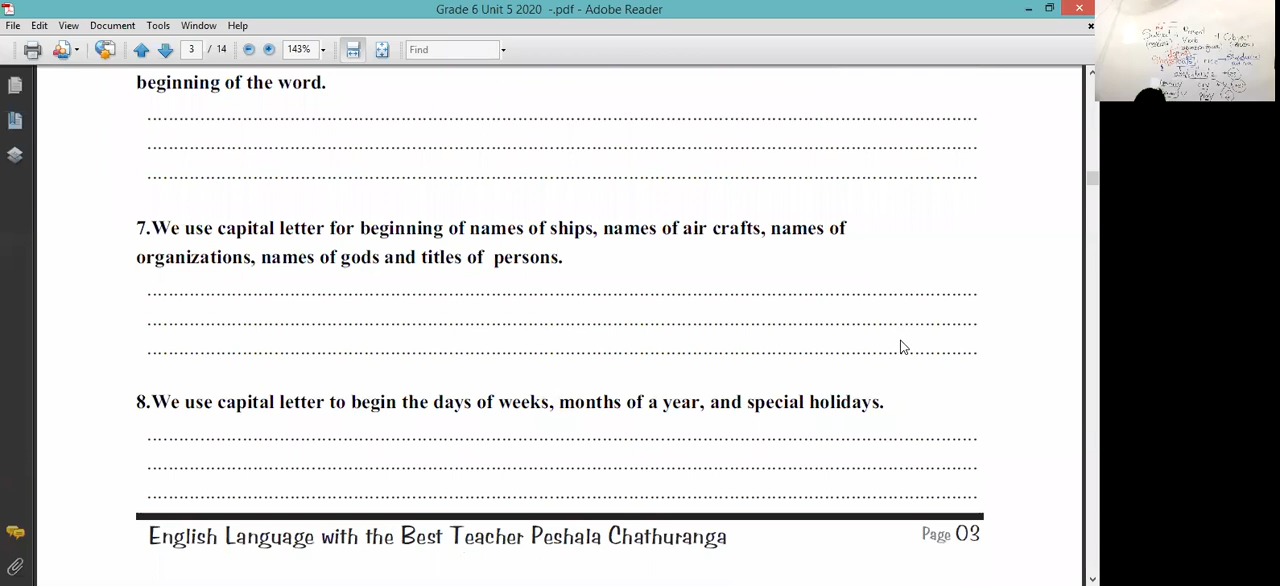 Grade 6 Unit 5 2020 -.pdf - Adobe Reader
File Edit View Document Tools Window Help
3 / 14 143% Find
beginning of the word.
7.We use capital letter for beginning of names of ships, names of air crafts, names of
organizations, names of gods and titles of persons.
8.We use capital letter to begin the days of weeks, months of a year, and special holidays.
English Language with the Best Teacher Peshala Chathuranga
Page 03